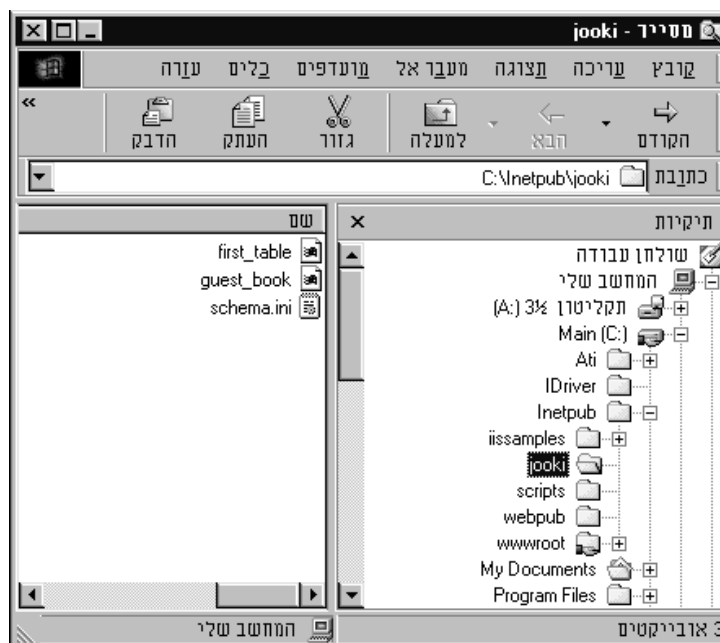 מסייר - jooki
קובץ עריכה תצוגה מעבר אל מועדפים כלים עזרה
הקודם הבא למעלה גזור העתק הדבק »
כתובת C:\Inetpub\jooki
תיקיות
שולחן עבודה
המחשב שלי
תקליטון 3½ (A:)
Main (C:)
Ati
IDriver
Inetpub
iissamples
jooki
scripts
webpub
wwwroot
My Documents
Program Files
שם
first_table
guest_book
schema.ini
3 אובייקטים
המחשב שלי